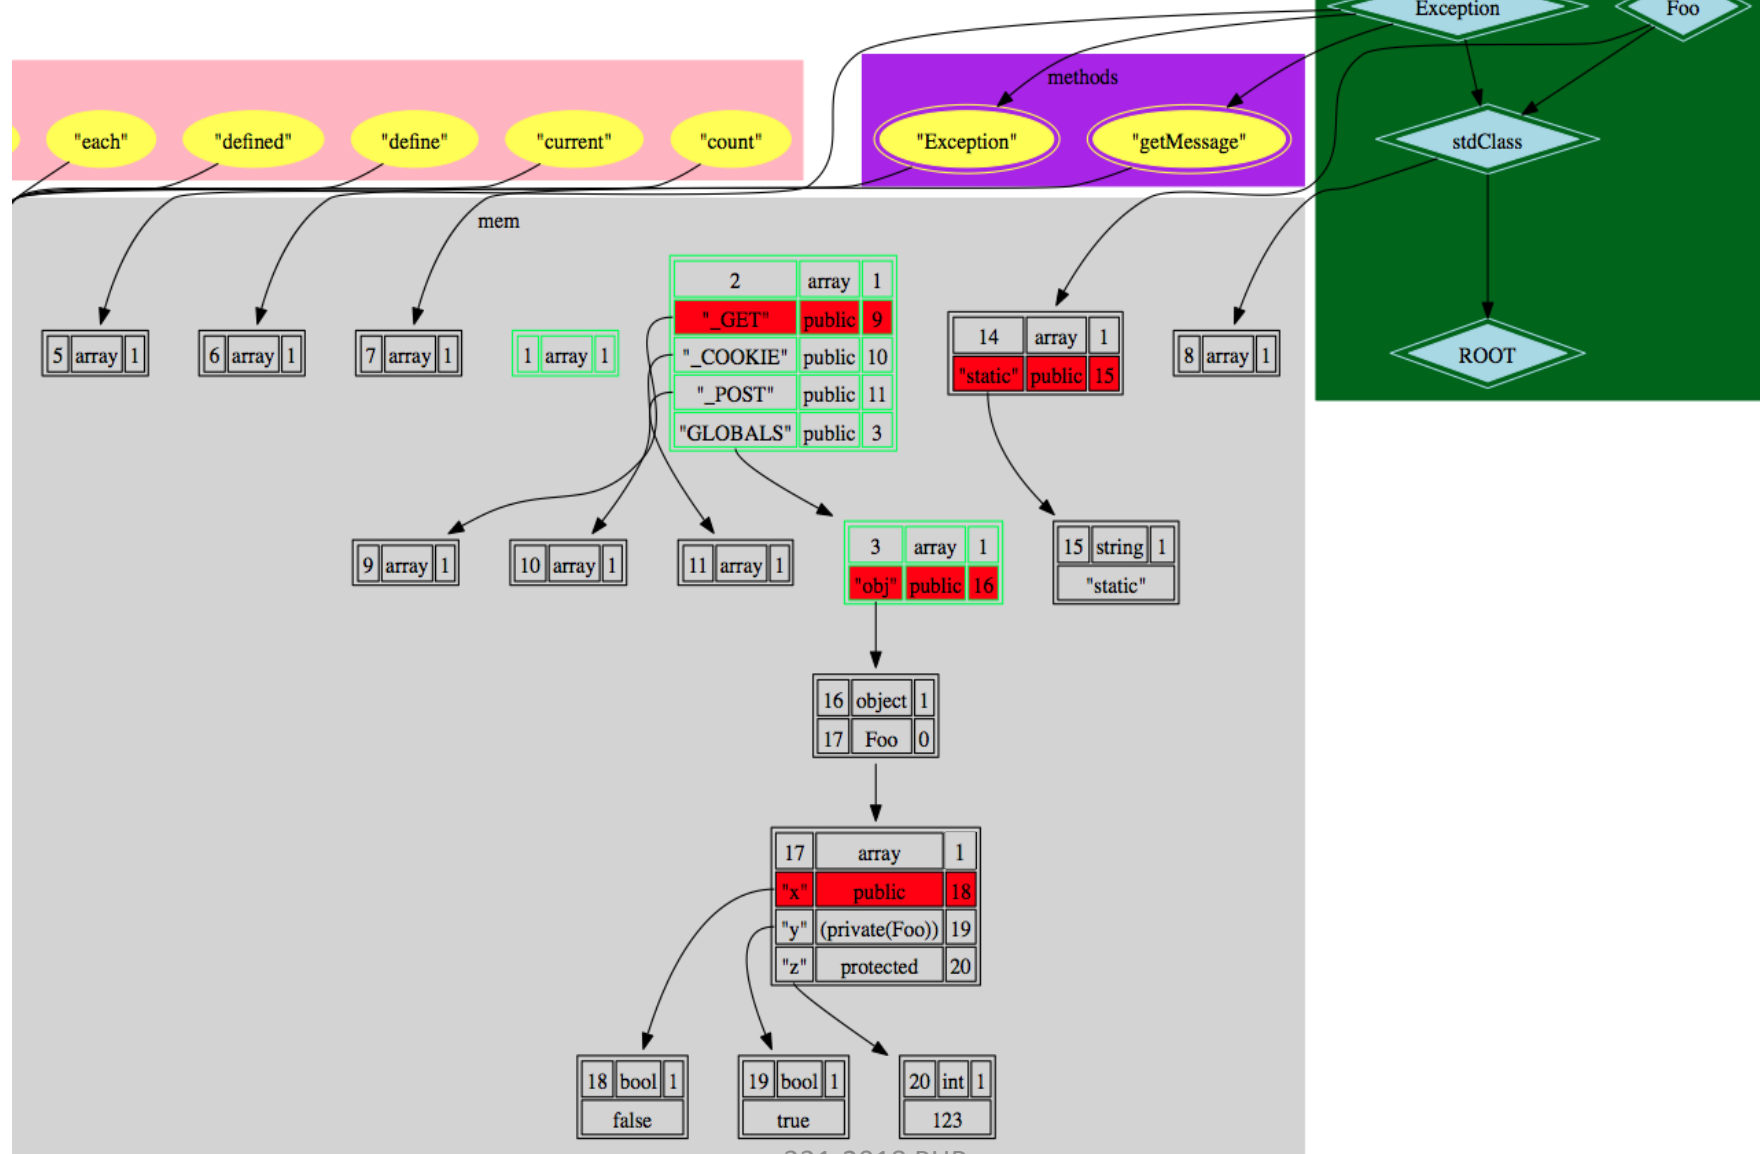 Exception Foo
methods
"each" "defined" "define" "current" "count" "Exception" "getMessage" stdClass
mem
2 array 1
"_GET" public 9
"_COOKIE" public 10
"_POST" public 11
"GLOBALS" public 3
14 array 1
"static" public 15
5 array 1
6 array 1
7 array 1
1 array 1
8 array 1
ROOT
9 array 1
10 array 1
11 array 1
3 array 1
"obj" public 16
15 string 1
"static"
16 object 1
17 Foo 0
17 array 1
"x" public 18
"y" (private(Foo)) 19
"z" protected 20
18 bool 1
false
19 bool 1
true
20 int 1
123